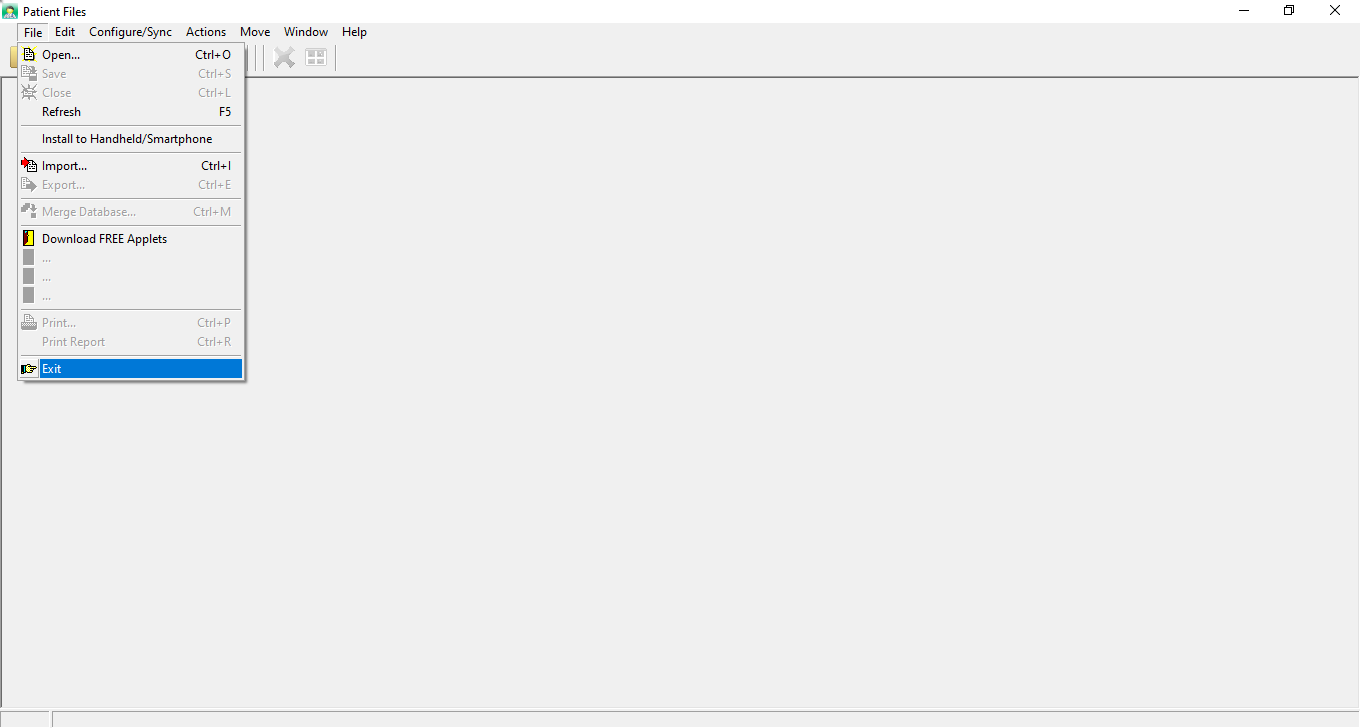 Patient Files
File Edit Configure/Sync Actions Move Window Help
Open... Ctrl+O
Save Ctrl+S
Close Ctrl+L
Refresh F5
Install to Handheld/Smartphone
Import... Ctrl+I
Export... Ctrl+E
Merge Database... Ctrl+M
Download FREE Applets
...
...
...
Print... Ctrl+P
Print Report Ctrl+R
Exit